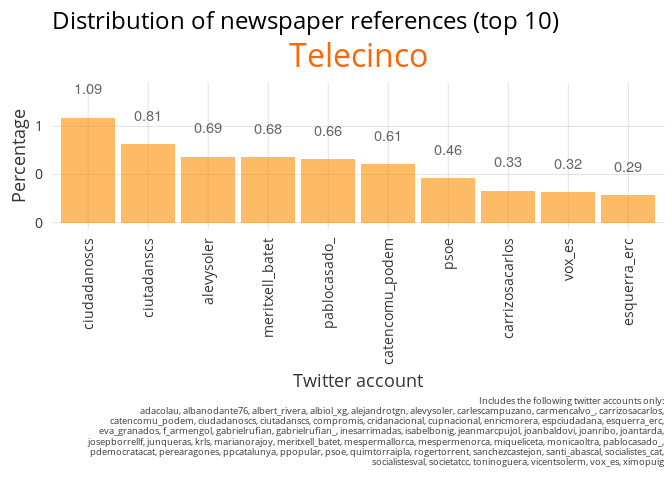 Distribution of newspaper references (top 10)
Telecinco
1.09
0.81
0.69
0.68
0.66
0.61
0.46
0.33
0.32
0.29
Percentage
1
0
0
ciudadanoscs
ciutadanscs
alevysoler
meritxell_batet
pablocasado_
catencomu_podem
psoe
carrizosacarlos
vox_es
esquerra_erc
Twitter account
Includes the following twitter accounts only:
adacolau, albanodante76, albert_rivera, albiol_xg, alejandrotgn, alevysoler, carlescampuzano, carmencalvo_, carrizosacarlos,
catencomu_podem, ciudadanoscs, ciutadanscs, compromis, cridanacional, cupnacional, enricmorera, espciudadana, esquerra_erc,
eva_granados, f_armengol, gabrielrufian, gabrielrufian_, inesarrimadas, isabelbonig, jeanmarcpujol, joanbaldovi, joanribo, joantarda,
josepborrellf, junqueras, krls, marianorajoy, meritxell_batet, mespermallorca, mespermenorca, miqueliceta, monicaoltra, pablocasado_,
pdemocratacat, perearagones, ppcatalunya, ppopular, psoe, quimtorraipla, rogertorrent, sanchezcastejon, santi_abascal, socialistes_cat,
socialistesval, societatcc, toninoguera, vicentsolerm, vox_es, ximopuig